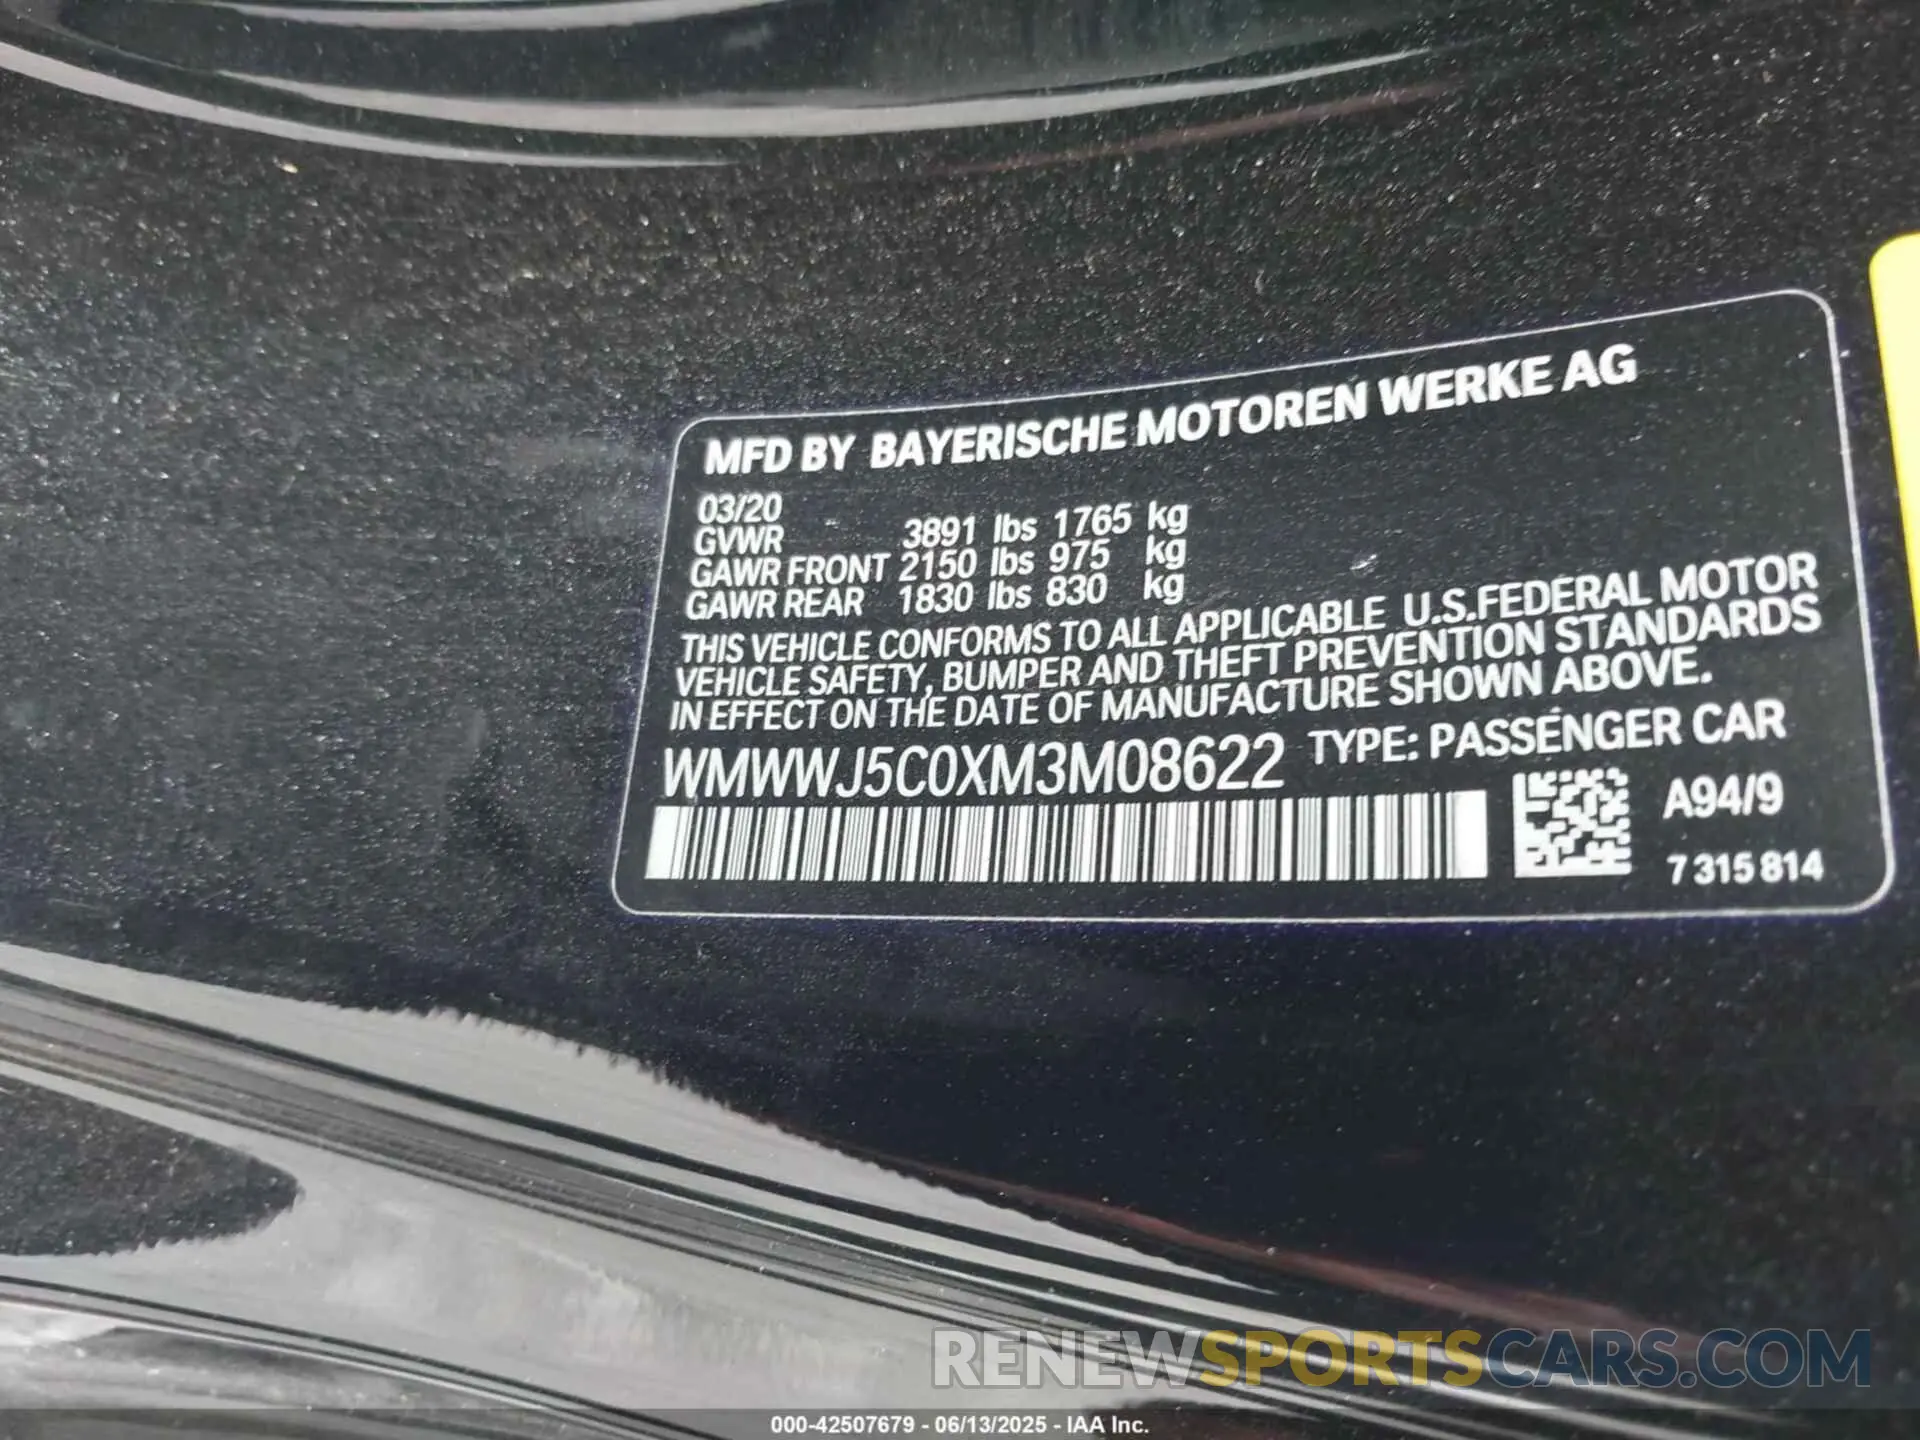 MFD BY BAYERISCHE MOTOREN WERKE AG
03/20
GVWR 3891 lbs 1765 kg
GAWR FRONT 2150 lbs 975 kg
GAWR REAR 1830 lbs 830 kg
THIS VEHICLE CONFORMS TO ALL APPLICABLE U.S.FEDERAL MOTOR
VEHICLE SAFETY, BUMPER AND THEFT PREVENTION STANDARDS
IN EFFECT ON THE DATE OF MANUFACTURE SHOWN ABOVE.
WMWWJ5C0XM3M08622 TYPE: PASSENGER CAR
A94/9
7 315 814
RENEWSPORTSCARS.COM
000-42507679 - 06/13/2025 - IAA Inc.